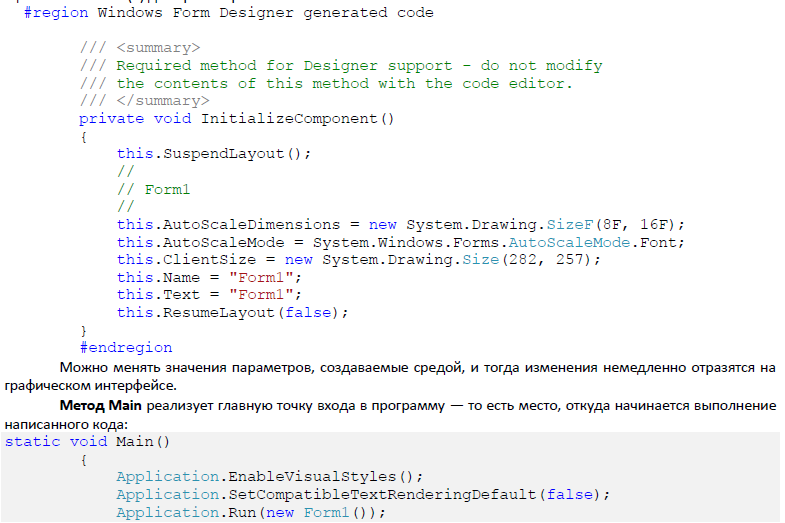 #region Windows Form Designer generated code
/// <summary>
/// Required method for Designer support - do not modify
/// the contents of this method with the code editor.
/// </summary>
private void InitializeComponent()
{
this.SuspendLayout();
//
// Form1
//
this.AutoScaleDimensions = new System.Drawing.SizeF(8F, 16F);
this.AutoScaleMode = System.Windows.Forms.AutoScaleMode.Font;
this.ClientSize = new System.Drawing.Size(282, 257);
this.Name = "Form1";
this.Text = "Form1";
this.ResumeLayout(false);
}
#endregion
Можно менять значения параметров, создаваемые средой, и тогда изменения немедленно отразятся на
графическом интерфейсе.
Метод Main реализует главную точку входа в программу — то есть место, откуда начинается выполнение
написанного кода:
static void Main()
{
Application.EnableVisualStyles();
Application.SetCompatibleTextRenderingDefault(false);
Application.Run(new Form1());